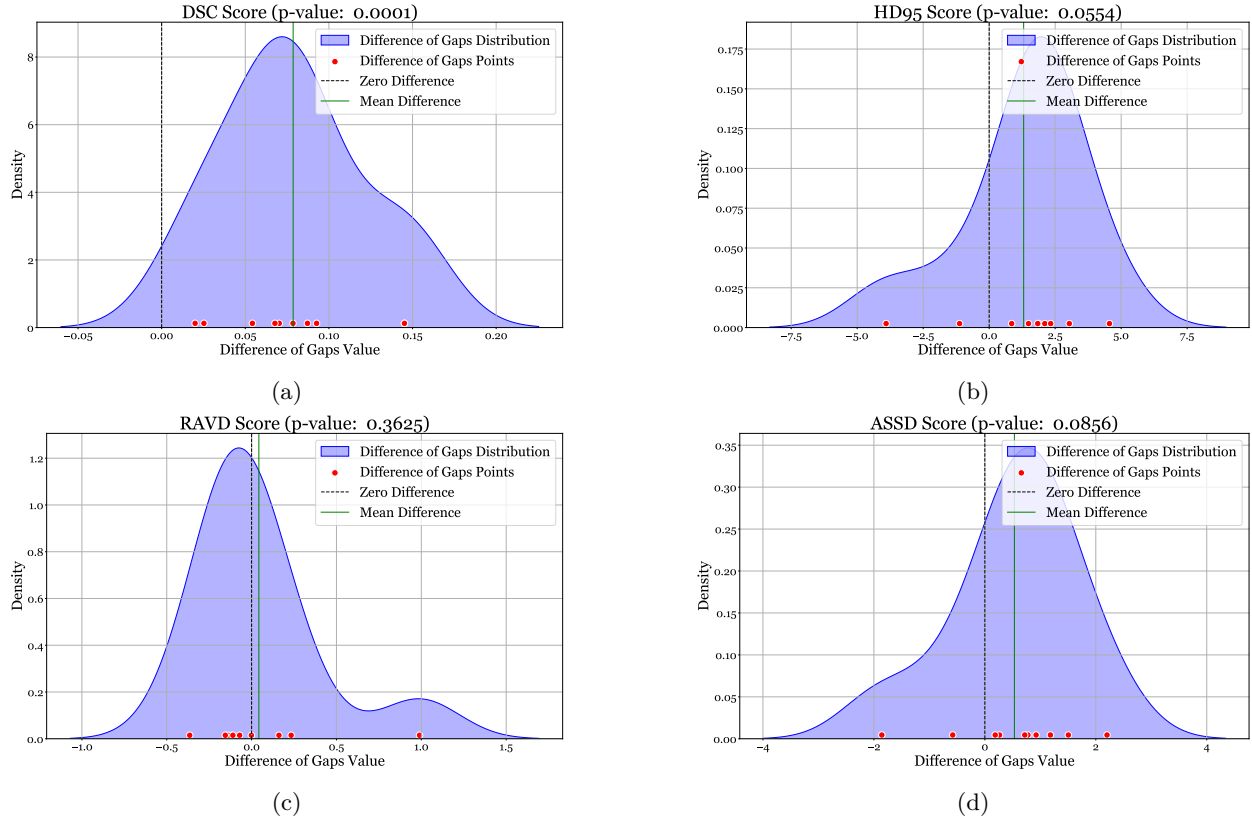 DSC Score (p-value:  0.0001)
Difference of Gaps Distribution
Difference of Gaps Points
Zero Difference
Mean Difference
Density
8
6
4
2
0
−0.05
0.00
0.05
0.10
0.15
0.20
Difference of Gaps Value
(a)
HD95 Score (p-value:  0.0554)
Difference of Gaps Distribution
Difference of Gaps Points
Zero Difference
Mean Difference
Density
0.175
0.150
0.125
0.100
0.075
0.050
0.025
0.000
−7.5
−5.0
−2.5
0.0
2.5
5.0
7.5
Difference of Gaps Value
(b)
RAVD Score (p-value:  0.3625)
Difference of Gaps Distribution
Difference of Gaps Points
Zero Difference
Mean Difference
Density
1.2
1.0
0.8
0.6
0.4
0.2
0.0
−1.0
−0.5
0.0
0.5
1.0
1.5
Difference of Gaps Value
(c)
ASSD Score (p-value:  0.0856)
Difference of Gaps Distribution
Difference of Gaps Points
Zero Difference
Mean Difference
Density
0.35
0.30
0.25
0.20
0.15
0.10
0.05
0.00
−4
−2
0
2
4
Difference of Gaps Value
(d)